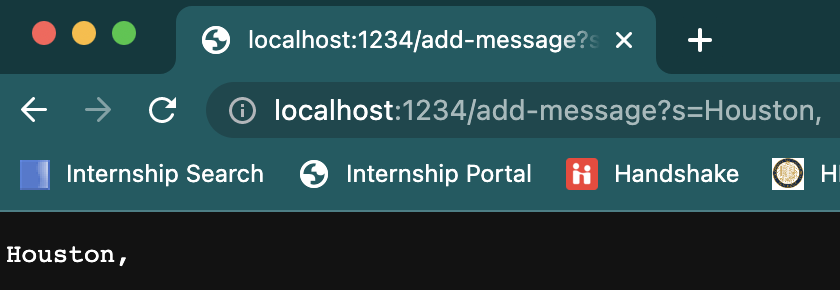 localhost:1234/add-message?s
localhost:1234/add-message?s=Houston,
Internship Search Internship Portal Handshake
Houston,